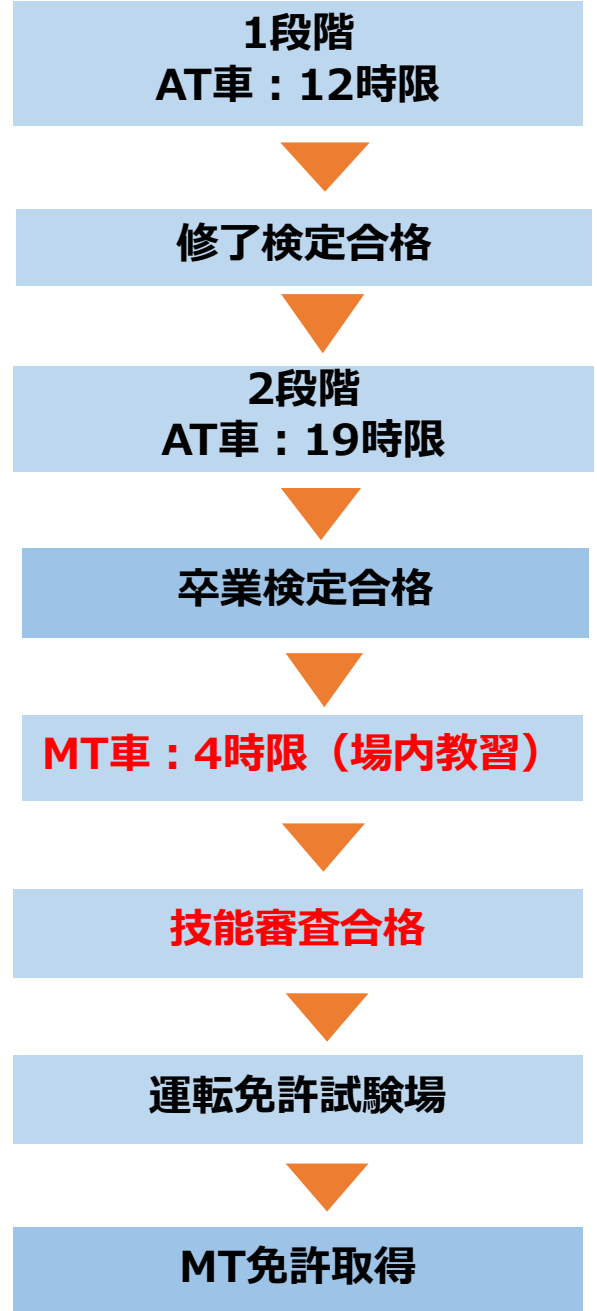 1段階
AT車：12時限
修了検定合格
2段階
AT車：19時限
卒業検定合格
MT車：4時限（場内教習）
技能審査合格
運転免許試験場
MT免許取得